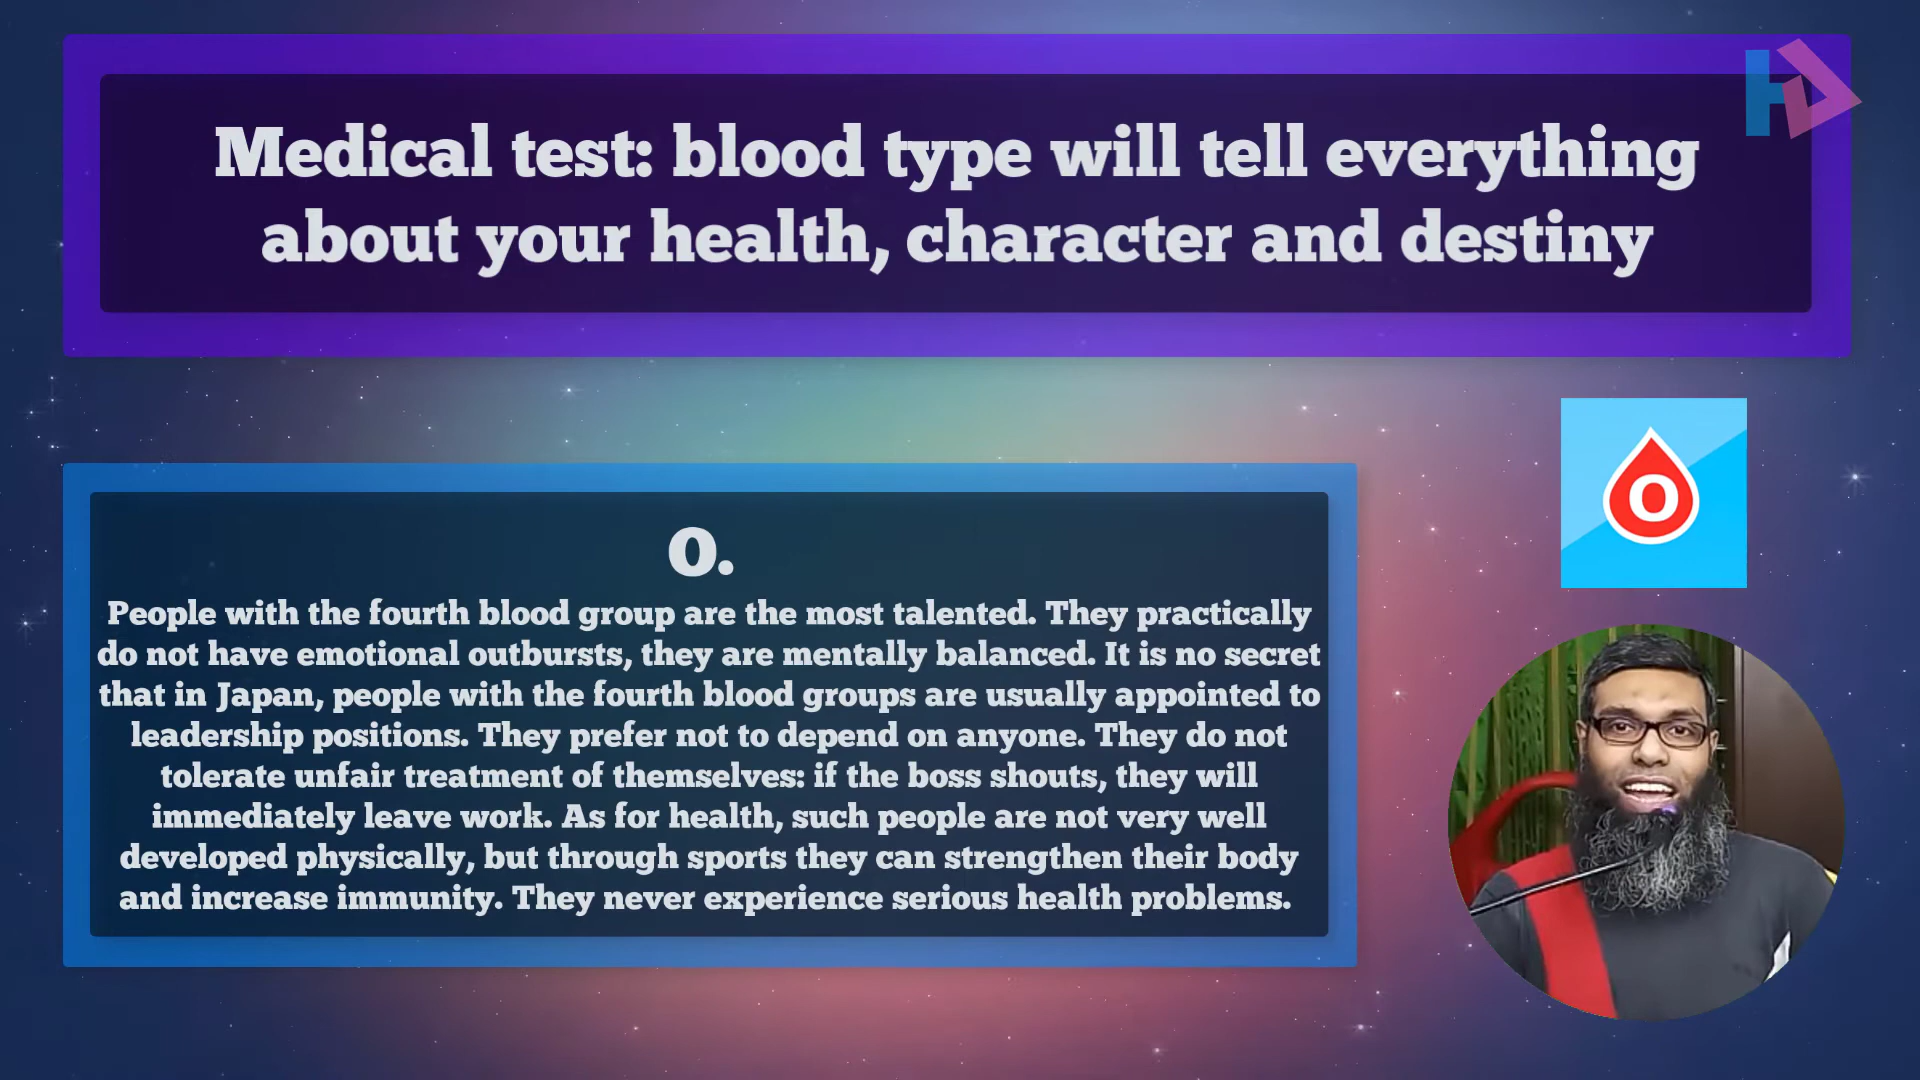 Medical test: blood type will tell everything
about your health, character and destiny
O.
People with the fourth blood group are the most talented. They practically
do not have emotional outbursts, they are mentally balanced. It is no secret
that in Japan, people with the fourth blood groups are usually appointed to
leadership positions. They prefer not to depend on anyone. They do not
tolerate unfair treatment of themselves: if the boss shouts, they will
immediately leave work. As for health, such people are not very well
developed physically, but through sports they can strengthen their body
and increase immunity. They never experience serious health problems.
O